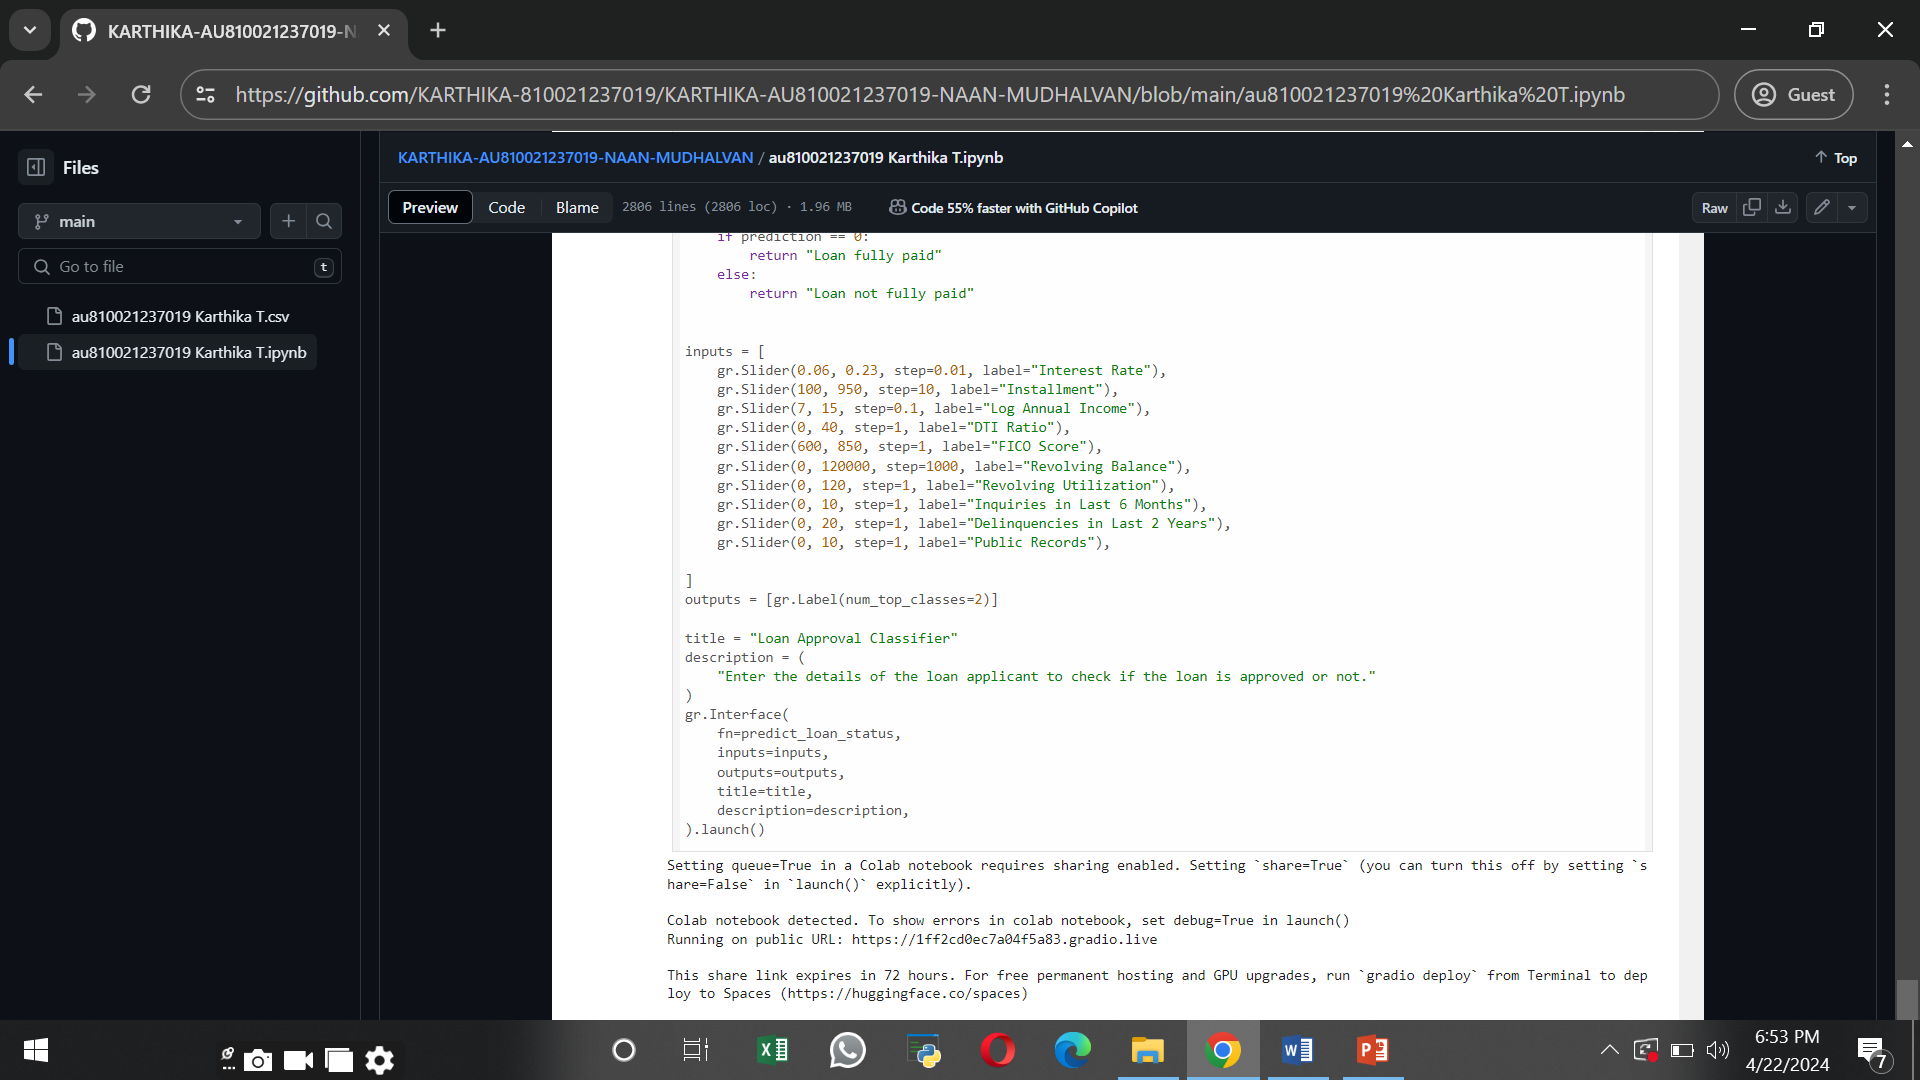 KARTHIKA-AU810021237019-N
https://github.com/KARTHIKA-810021237019/KARTHIKA-AU810021237019-NAAN-MUDHALVAN/blob/main/au810021237019%20Karthika%20T.ipynb
Guest
Files
KARTHIKA-AU810021237019-NAAN-MUDHALVAN / au810021237019 Karthika T.ipynb
Top
main
Preview
Code
Blame
2806 lines (2806 loc) · 1.96 MB
Code 55% faster with GitHub Copilot
Raw
Go to file
t
au810021237019 Karthika T.csv
au810021237019 Karthika T.ipynb
if prediction == 0:
return "Loan fully paid"
else:
return "Loan not fully paid"
inputs = [
gr.Slider(0.06, 0.23, step=0.01, label="Interest Rate"),
gr.Slider(100, 950, step=10, label="Installment"),
gr.Slider(7, 15, step=0.1, label="Log Annual Income"),
gr.Slider(0, 40, step=1, label="DTI Ratio"),
gr.Slider(600, 850, step=1, label="FICO Score"),
gr.Slider(0, 120000, step=1000, label="Revolving Balance"),
gr.Slider(0, 120, step=1, label="Revolving Utilization"),
gr.Slider(0, 10, step=1, label="Inquiries in Last 6 Months"),
gr.Slider(0, 20, step=1, label="Delinquencies in Last 2 Years"),
gr.Slider(0, 10, step=1, label="Public Records"),
]
outputs = [gr.Label(num_top_classes=2)]
title = "Loan Approval Classifier"
description = (
"Enter the details of the loan applicant to check if the loan is approved or not."
)
gr.Interface(
fn=predict_loan_status,
inputs=inputs,
outputs=outputs,
title=title,
description=description,
).launch()
Setting queue=True in a Colab notebook requires sharing enabled. Setting `share=True` (you can turn this off by setting `s
hare=False` in `launch()` explicitly).
Colab notebook detected. To show errors in colab notebook, set debug=True in launch()
Running on public URL: https://1ff2cd0ec7a04f5a83.gradio.live
This share link expires in 72 hours. For free permanent hosting and GPU upgrades, run `gradio deploy` from Terminal to dep
loy to Spaces (https://huggingface.co/spaces)
6:53 PM
4/22/2024
7